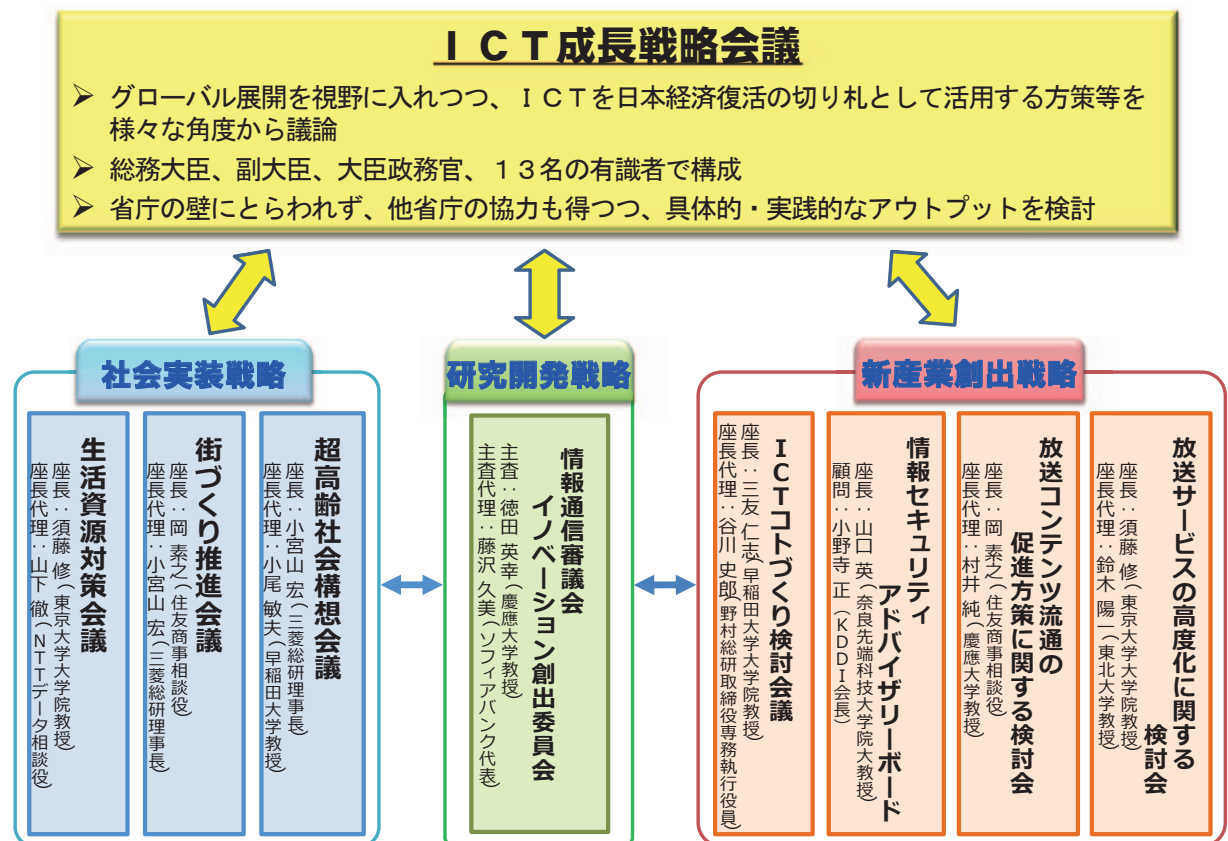 ICT成長戦略会議
➢ グローバル展開を視野に入れつつ、ICTを日本経済復活の切り札として活用する方策等を
様々な角度から議論
➢ 総務大臣、副大臣、大臣政務官、13名の有識者で構成
➢ 省庁の壁にとらわれず、他省庁の協力も得つつ、具体的・実践的なアウトプットを検討
社会実装戦略
生活資源対策会議
座長：須藤 修(東京大学大学院教授)
座長代理：山下 徹(NTTデータ相談役)
街づくり推進会議
座長：岡 素之(住友商事相談役)
座長代理：小宮山 宏(三菱総研理事長)
超高齢社会構想会議
座長：小宮山 宏(三菱総研理事長)
座長代理：小尾 敏夫(早稲田大学教授)
研究開発戦略
情報通信審議会
イノベーション創出委員会
主査：徳田 英幸(慶應大学教授)
主査代理：藤沢 久美(ソフィアバンク代表)
新産業創出戦略
ICTコトづくり検討会議
座長：三友 仁志(早稲田大学大学院教授)
座長代理：谷川 史郎(野村総研取締役専務執行役員)
情報セキュリティ
アドバイザリーボード
座長：山口 英(奈良先端科技大学院大教授)
顧問：小野寺 正(KDDI会長)
放送コンテンツ流通の
促進方策に関する検討会
座長：岡 素之(住友商事相談役)
座長代理：村井 純(慶應大学教授)
放送サービスの高度化に関する
検討会
座長：須藤 修(東京大学大学院教授)
座長代理：鈴木 陽一(東北大学教授)